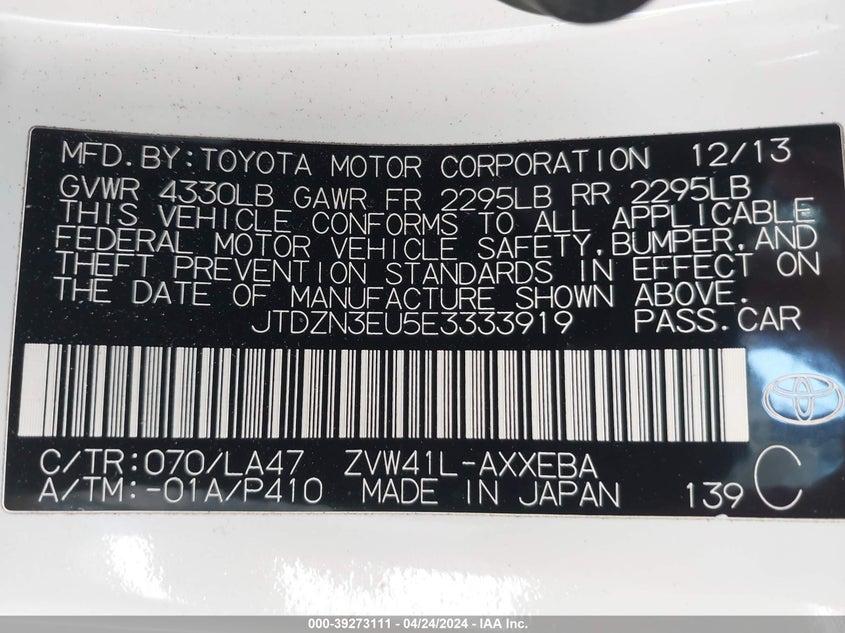 MFD. BY: TOYOTA MOTOR CORPORATION 12/13
GVWR 4330LB GAWR FR 2295LB RR 2295LB
THIS VEHICLE CONFORMS TO ALL APPLICABLE
FEDERAL MOTOR VEHICLE SAFETY, BUMPER, AND
THEFT PREVENTION STANDARDS IN EFFECT ON
THE DATE OF MANUFACTURE SHOWN ABOVE.
JTDZN3EU5E3333919 PASS. CAR
C/TR: 070/LA47 ZVW41L-AXXEBA
A/TM: -01A/P410 MADE IN JAPAN 139 C
000-39273111 - 04/24/2024 - IAA Inc.